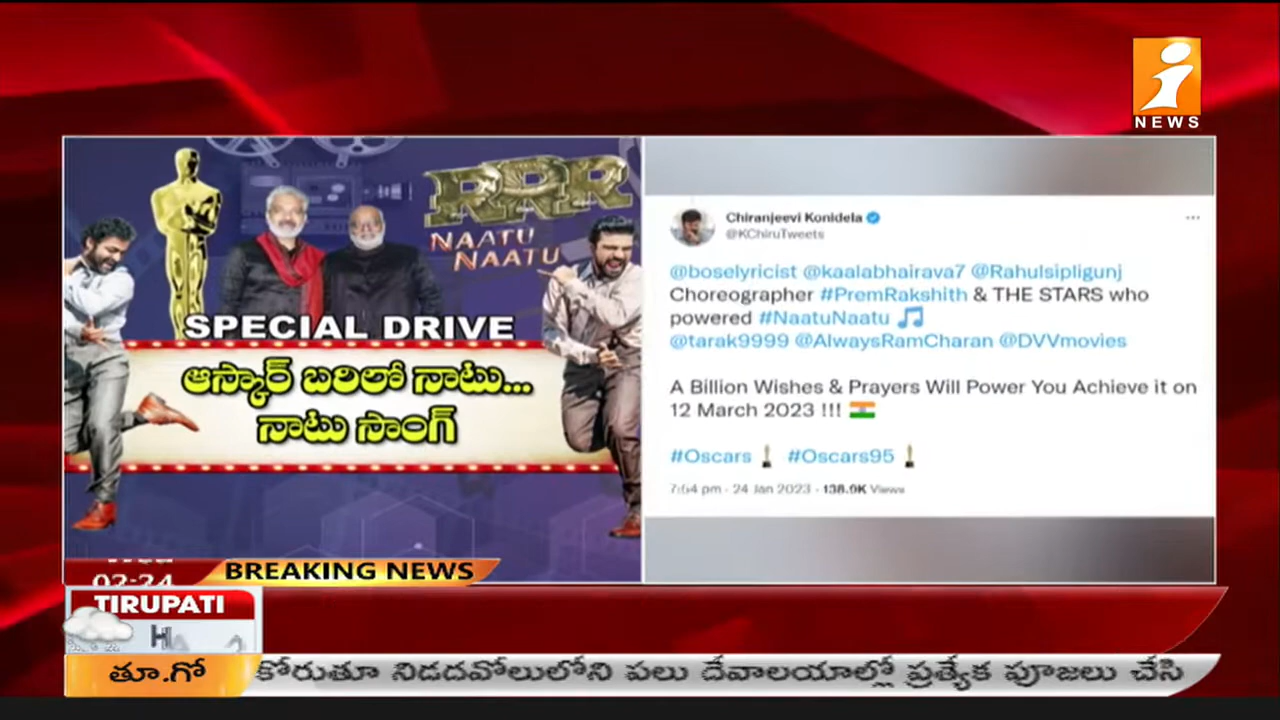 NEWS
RRR
NAATU
NAATU
SPECIAL DRIVE
ఆస్కార్ బరిలో నాటు...
నాటు సాంగ్
Chiranjeevi Konidela
@KChiruTweets
@boselyricist @kaalabhairava7 @Rahulsipligunj
Choreographer #PremRakshith & THE STARS who
powered #NaatuNaatu 🎵
@tarak9999 @AlwaysRamCharan @DVVmovies
A Billion Wishes & Prayers Will Power You Achieve it on
12 March 2023 !!! 🇮🇳
#Oscars #Oscars95
7:54 pm · 24 Jan 2023 · 138.9K Views
02:24
BREAKING NEWS
TIRUPATI
తూ.గో
కోరుతూ నిడదవోలులోని పలు దేవాలయాల్లో ప్రత్యేక పూజలు చేసి